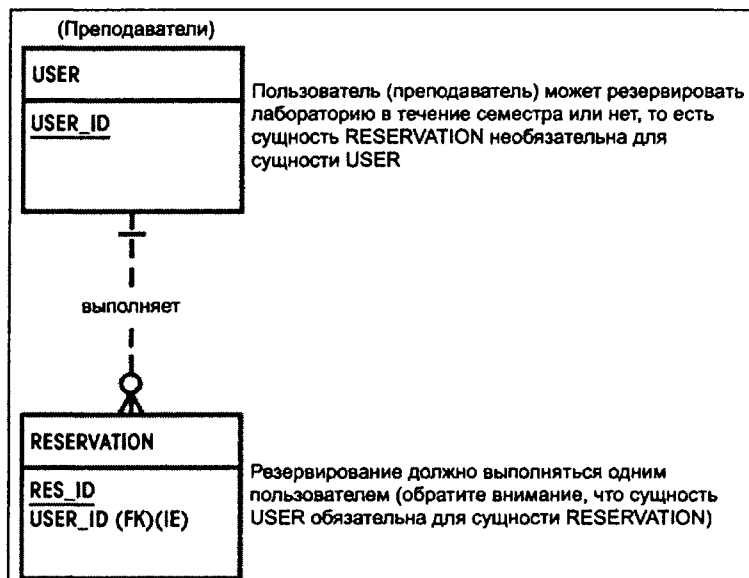 (Преподаватели)
USER
USER_ID
Пользователь (преподаватель) может резервировать
лабораторию в течение семестра или нет, то есть
сущность RESERVATION необязательна для
сущности USER
выполняет
RESERVATION
RES_ID
USER_ID (FK)(IE)
Резервирование должно выполняться одним
пользователем (обратите внимание, что сущность
USER обязательна для сущности RESERVATION)